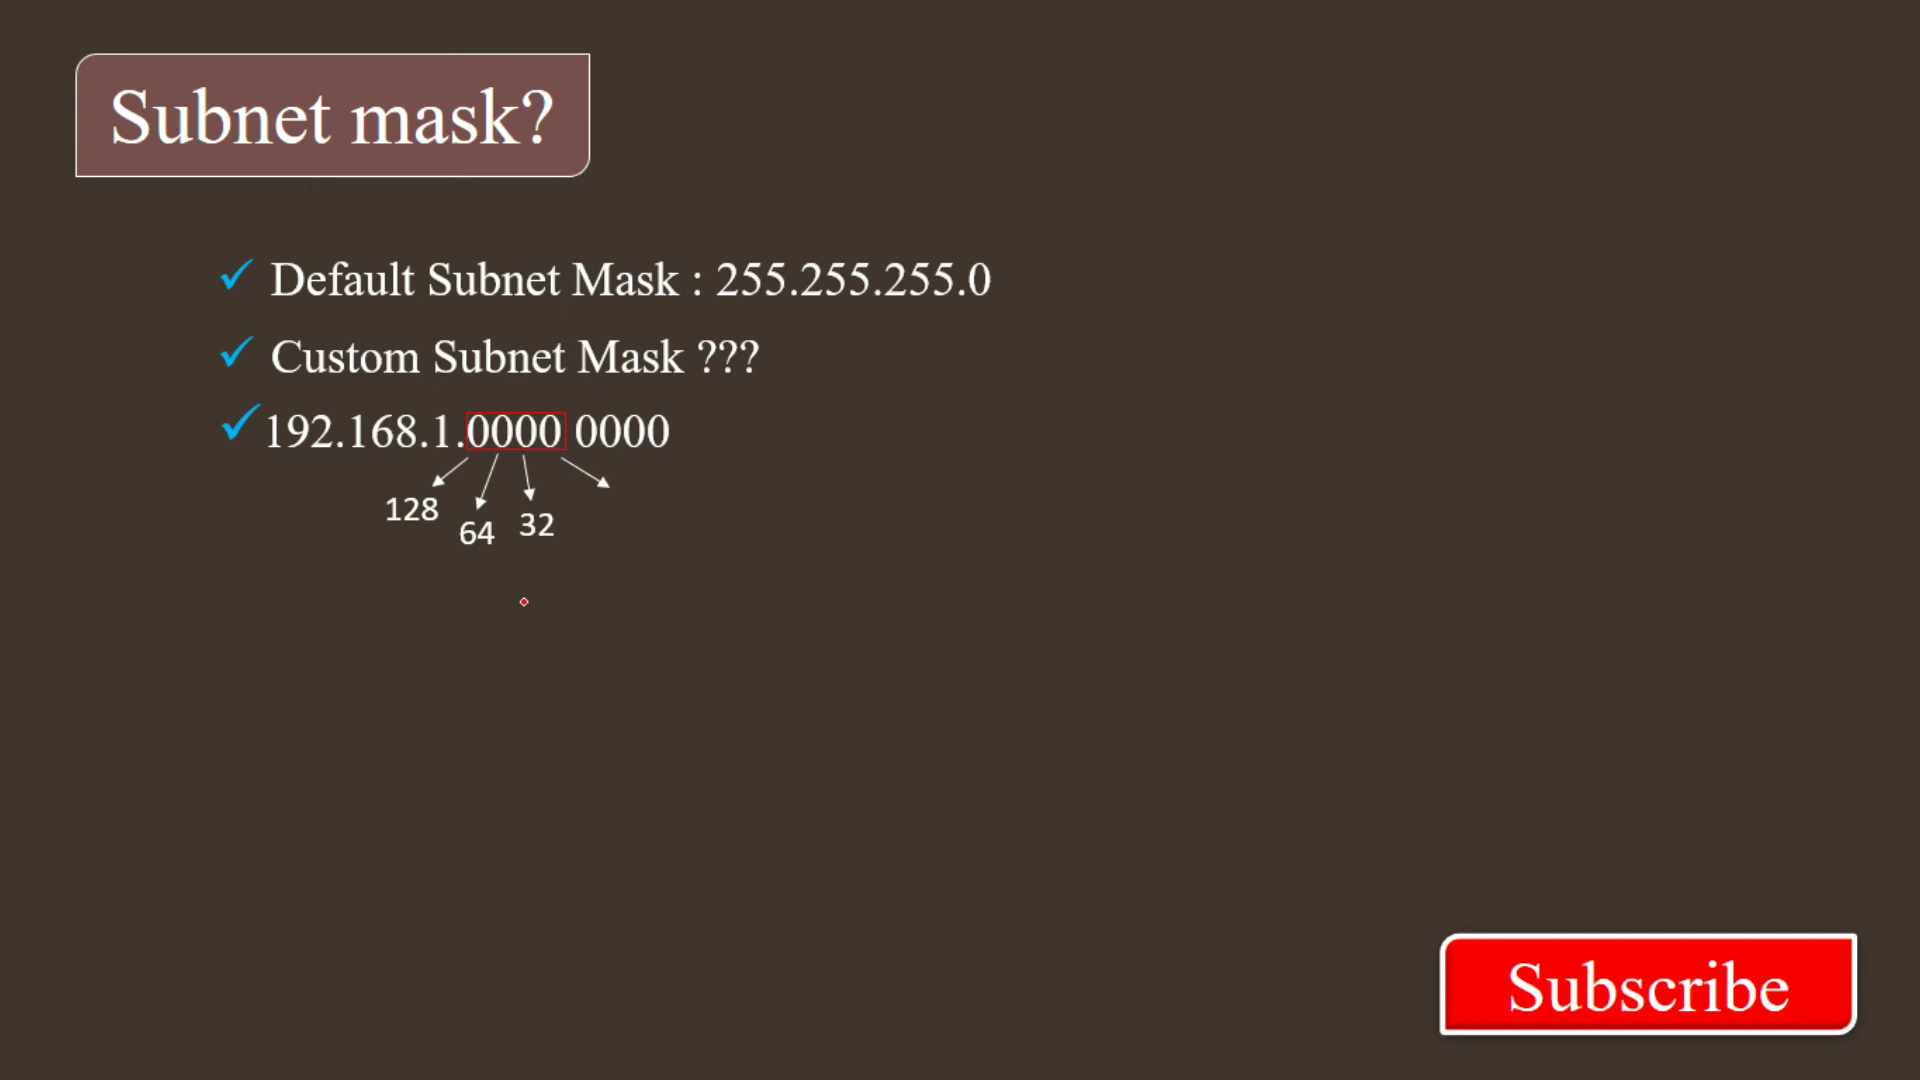 Subnet mask?
Default Subnet Mask : 255.255.255.0
Custom Subnet Mask ???
192.168.1.0000 0000
128
64
32
Subscribe